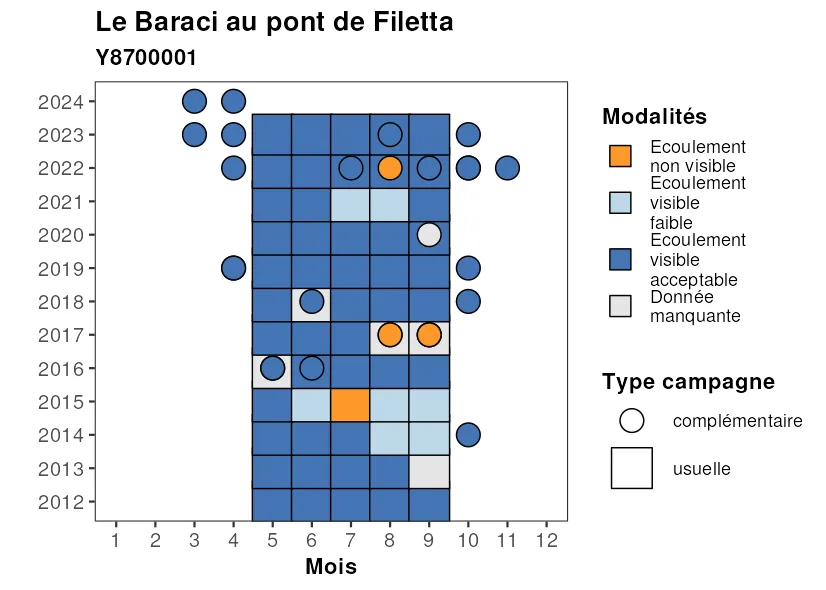 Le Baraci au pont de Filetta
Y8700001
2024
2023
2022
2021
2020
2019
2018
2017
2016
2015
2014
2013
2012
1 2 3 4 5 6 7 8 9 10 11 12
Mois
Modalités
Ecoulement
non visible
Ecoulement
visible
faible
Ecoulement
visible
acceptable
Donnée
manquante
Type campagne
complémentaire
usuelle